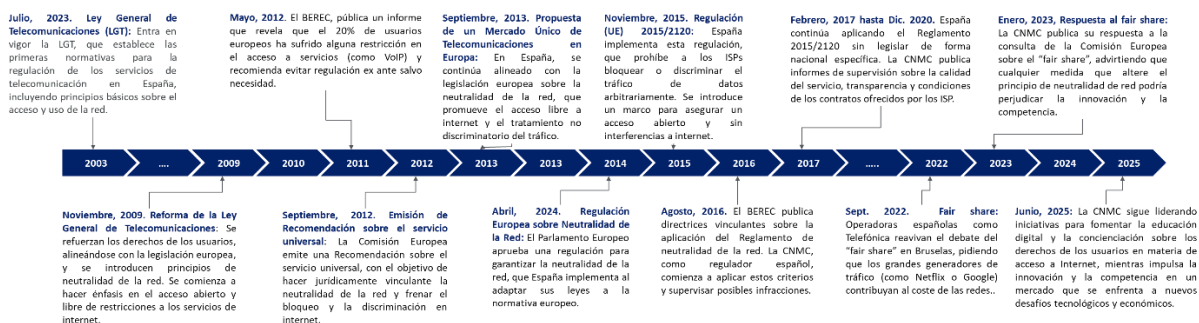 Julio, 2023. Ley General de
Telecomunicaciones (LGT): Entra en
vigor la LGT, que establece las
primeras normativas para la
regulación de los servicios de
telecomunicación en España,
incluyendo principios básicos sobre el
acceso y uso de la red.
Mayo, 2012. El BEREC, pública un informe
que revela que el 20% de usuarios
europeos ha sufrido alguna restricción en
el acceso a servicios (como VoIP) y
recomienda evitar regulación ex ante salvo
necesidad.
Septiembre, 2013. Propuesta
de un Mercado Único de
Telecomunicaciones en
Europa: En España, se
continúa alineado con la
legislación europea sobre la
neutralidad de la red, que
promueve el acceso libre a
internet y el tratamiento no
discriminatorio del tráfico.
Noviembre, 2015. Regulación
(UE) 2015/2120: España
implementa esta regulación,
que prohíbe a los ISPs
bloquear o discriminar el
tráfico de datos
arbitrariamente. Se introduce
un marco para asegurar un
acceso abierto y sin
interferencias a internet.
Febrero, 2017 hasta Dic. 2020. España
continúa aplicando el Reglamento
2015/2120 sin legislar de forma
nacional específica. La CNMC publica
informes de supervisión sobre la calidad
del servicio, transparencia y condiciones
de los contratos ofrecidos por los ISP.
Enero, 2023, Respuesta al fair share:
La CNMC publica su respuesta a la
consulta de la Comisión Europea
sobre el "fair share", advirtiendo que
cualquier medida que altere el
principio de neutralidad de red podría
perjudicar la innovación y la
competencia.
2003
....
2009
2010
2011
2012
2013
2013
2014
2015
2016
2017
.....
2022
2023
2024
2025
Noviembre, 2009. Reforma de la Ley
General de Telecomunicaciones: Se
refuerzan los derechos de los usuarios,
alineándose con la legislación europea, y
se introducen principios de
neutralidad de la red. Se comienza a
hacer énfasis en el acceso abierto y
libre de restricciones a los servicios de
internet.
Septiembre, 2012. Emisión de
Recomendación sobre el servicio
universal: La Comisión Europea
emite una Recomendación sobre el
servicio universal, con el objetivo de
hacer jurídicamente vinculante la
neutralidad de la red y frenar el
bloqueo y la discriminación en
internet.
Abril, 2024. Regulación
Europea sobre Neutralidad de
la Red: El Parlamento Europeo
aprueba una regulación para
garantizar la neutralidad de la
red, que España implementa al
adaptar sus leyes a la
normativa europeo.
Agosto, 2016. El BEREC publica
directrices vinculantes sobre la
aplicación del Reglamento de
neutralidad de la red. La CNMC,
como regulador español,
comienza a aplicar estos criterios
y supervisar posibles infracciones.
Sept. 2022. Fair share:
Operadoras españolas como
Telefónica reavivan el debate del
"fair share" en Bruselas, pidiendo
que los grandes generadores de
tráfico (como Netflix o Google)
contribuyan al coste de las redes..
Junio, 2025: La CNMC sigue liderando
iniciativas para fomentar la educación
digital y la concienciación sobre los
derechos de los usuarios en materia de
acceso a Internet, mientras impulsa la
innovación y la competencia en un
mercado que se enfrenta a nuevos
desafíos tecnológicos y económicos.